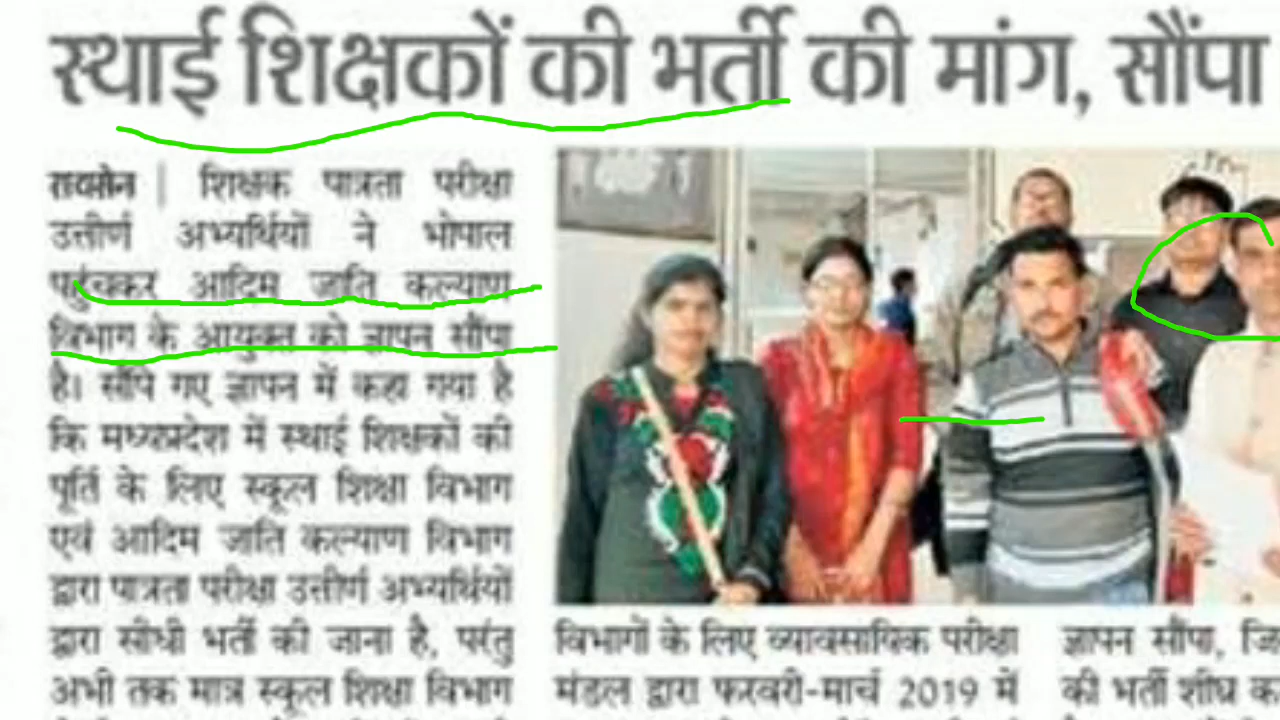 स्थाई शिक्षकों की भर्ती की मांग, सौंपा
रायसेन | शिक्षक पात्रता परीक्षा
उत्तीर्ण अभ्यर्थियों ने भोपाल
पहुंचकर आदिम जाति कल्याण
विभाग के आयुक्त को ज्ञापन सौंपा
है। सौंपे गए ज्ञापन में कहा गया है
कि मध्यप्रदेश में स्थाई शिक्षकों की
पूर्ति के लिए स्कूल शिक्षा विभाग
एवं आदिम जाति कल्याण विभाग
द्वारा पात्रता परीक्षा उत्तीर्ण अभ्यर्थियों
द्वारा सीधी भर्ती की जाना है, परंतु
अभी तक मात्र स्कूल शिक्षा विभाग
विभागों के लिए व्यावसायिक परीक्षा
मंडल द्वारा फरवरी-मार्च 2019 में
ज्ञापन सौंपा,
की भर्ती शीघ्र